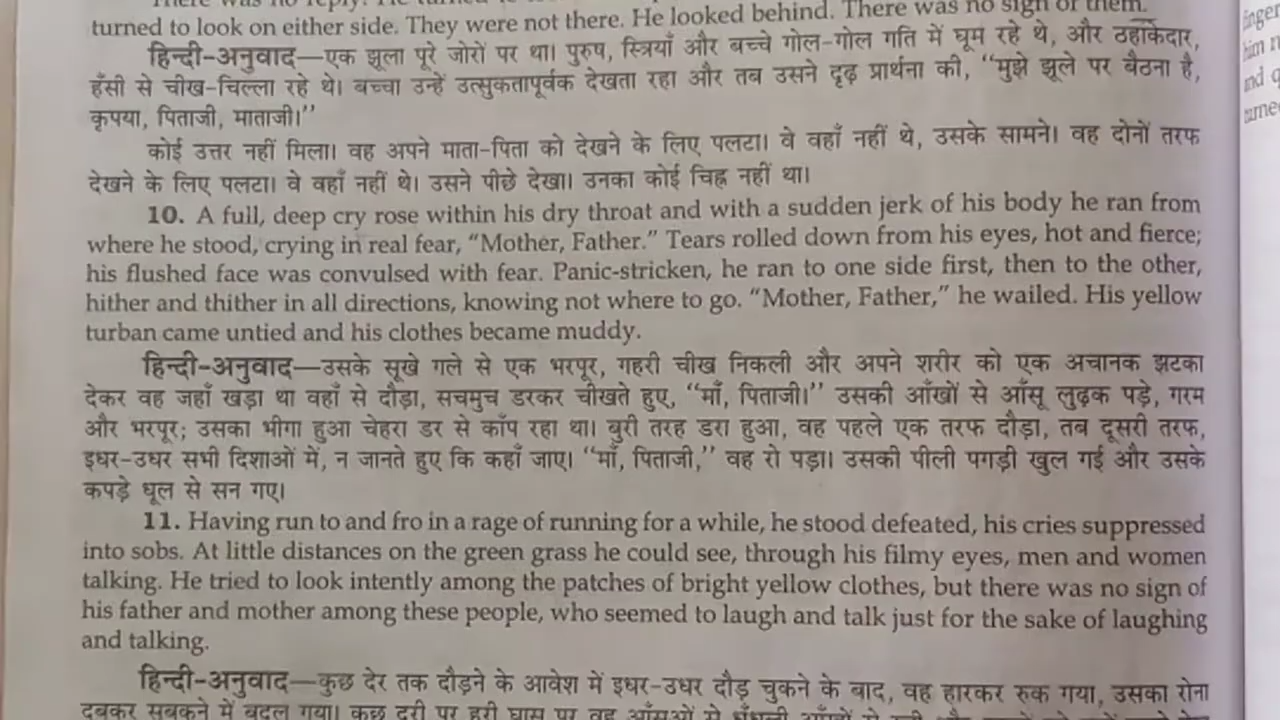 turned to look on either side. They were not there. He looked behind. There was no sign of them.
हिन्दी-अनुवाद—एक झूला पूरे जोरों पर था। पुरुष, स्त्रियाँ और बच्चे गोल-गोल गति में घूम रहे थे, और ठहाकेदार,
हँसी से चीख-चिल्ला रहे थे। बच्चा उन्हें उत्सुकतापूर्वक देखता रहा और तब उसने दृढ़ प्रार्थना की, “मुझे झूले पर बैठना है,
कृपया, पिताजी, माताजी।”
कोई उत्तर नहीं मिला। वह अपने माता-पिता को देखने के लिए पलटा। वे वहाँ नहीं थे, उसके सामने। वह दोनों तरफ
देखने के लिए पलटा। वे वहाँ नहीं थे। उसने पीछे देखा। उनका कोई चिह्न नहीं था।
10. A full, deep cry rose within his dry throat and with a sudden jerk of his body he ran from
where he stood, crying in real fear, “Mother, Father.” Tears rolled down from his eyes, hot and fierce;
his flushed face was convulsed with fear. Panic-stricken, he ran to one side first, then to the other,
hither and thither in all directions, knowing not where to go. “Mother, Father,” he wailed. His yellow
turban came untied and his clothes became muddy.
हिन्दी-अनुवाद—उसके सूखे गले से एक भरपूर, गहरी चीख निकली और अपने शरीर को एक अचानक झटका
देकर वह जहाँ खड़ा था वहाँ से दौड़ा, सचमुच डरकर चीखते हुए, “माँ, पिताजी।” उसकी आँखों से आँसू लुढ़क पड़े, गरम
और भरपूर; उसका भीगा हुआ चेहरा डर से काँप रहा था। बुरी तरह डरा हुआ, वह पहले एक तरफ दौड़ा, तब दूसरी तरफ,
इधर-उधर सभी दिशाओं में, न जानते हुए कि कहाँ जाए। “माँ, पिताजी,” वह रो पड़ा। उसकी पीली पगड़ी खुल गई और उसके
कपड़े धूल से सन गए।
11. Having run to and fro in a rage of running for a while, he stood defeated, his cries suppressed
into sobs. At little distances on the green grass he could see, through his filmy eyes, men and women
talking. He tried to look intently among the patches of bright yellow clothes, but there was no sign of
his father and mother among these people, who seemed to laugh and talk just for the sake of laughing
and talking.
हिन्दी-अनुवाद—कुछ देर तक दौड़ने के आवेश में इधर-उधर दौड़ चुकने के बाद, वह हारकर रुक गया, उसका रोना
दबकर सुबकने में बदल गया। कुछ दूरी पर हरी घास पर वह आँसुओं से